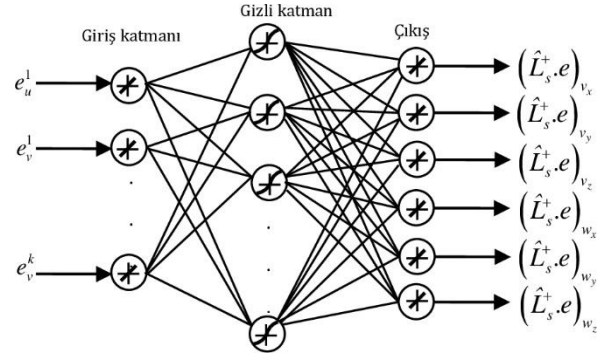 Giriş katmanı
Gizli katman
Çıkış
e_u^1
e_v^1
e_v^k
(L̂_s^+.e)_{v_x}
(L̂_s^+.e)_{v_y}
(L̂_s^+.e)_{v_z}
(L̂_s^+.e)_{w_x}
(L̂_s^+.e)_{w_y}
(L̂_s^+.e)_{w_z}